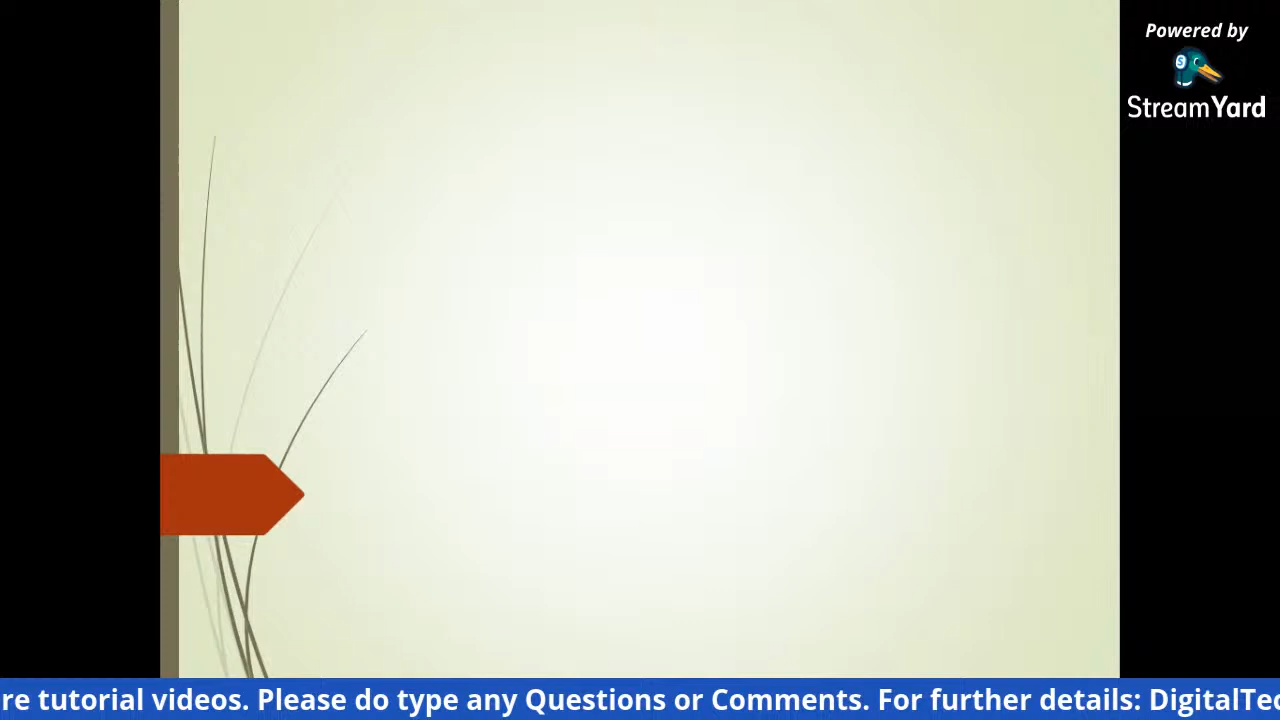 Powered by
StreamYard
re tutorial videos. Please do type any Questions or Comments. For further details: DigitalTec